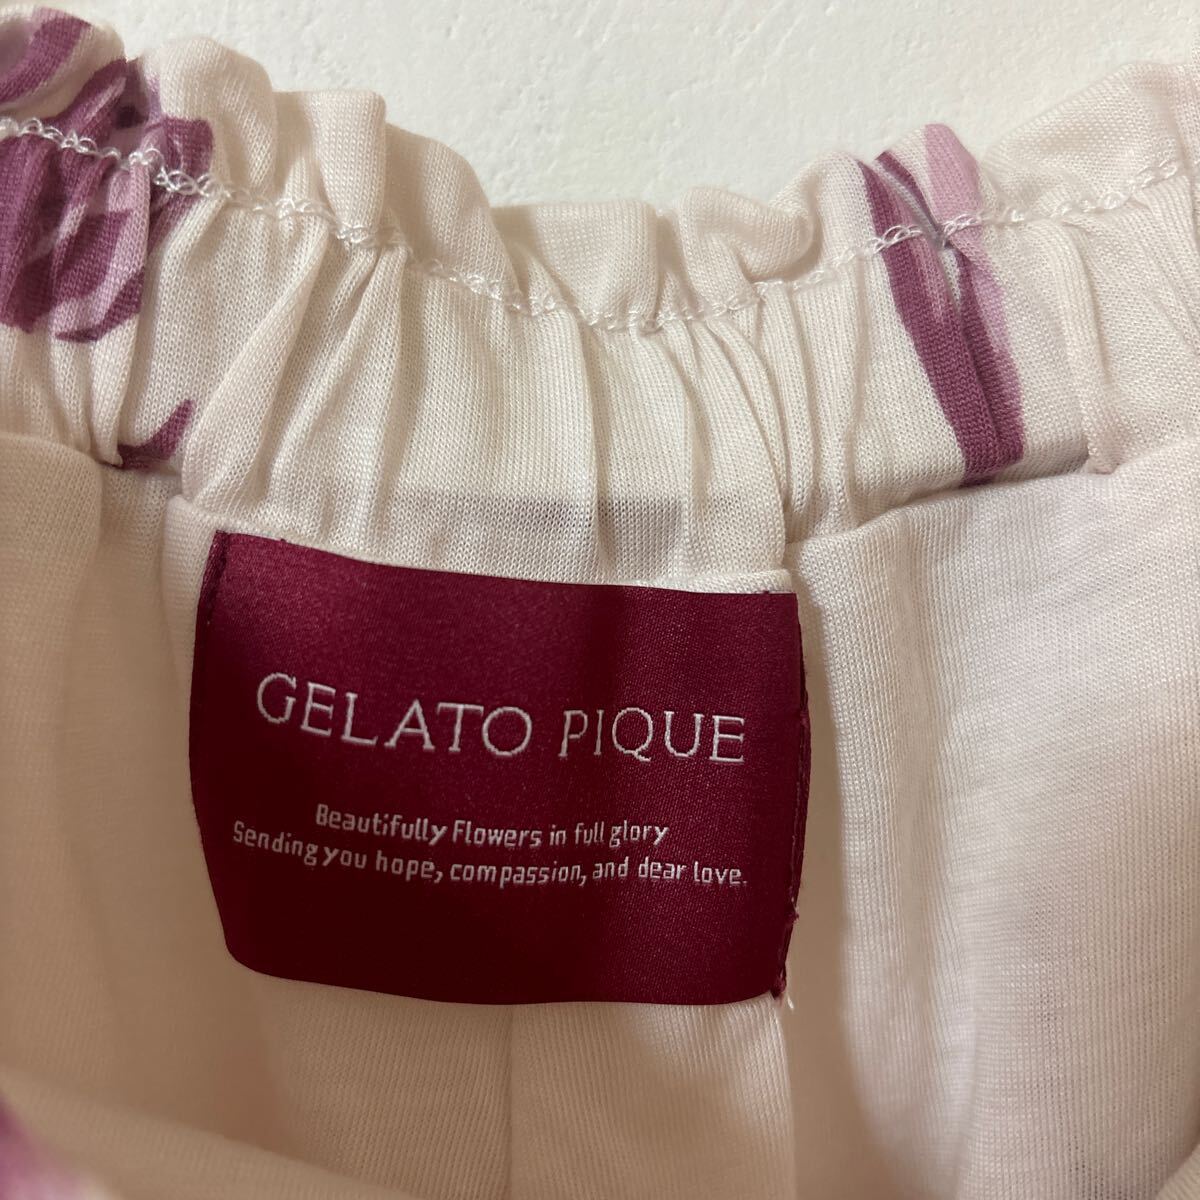 GELATO PIQUE
Beautifully Flowers in full glory
Sending you hope, compassion, and dear love.